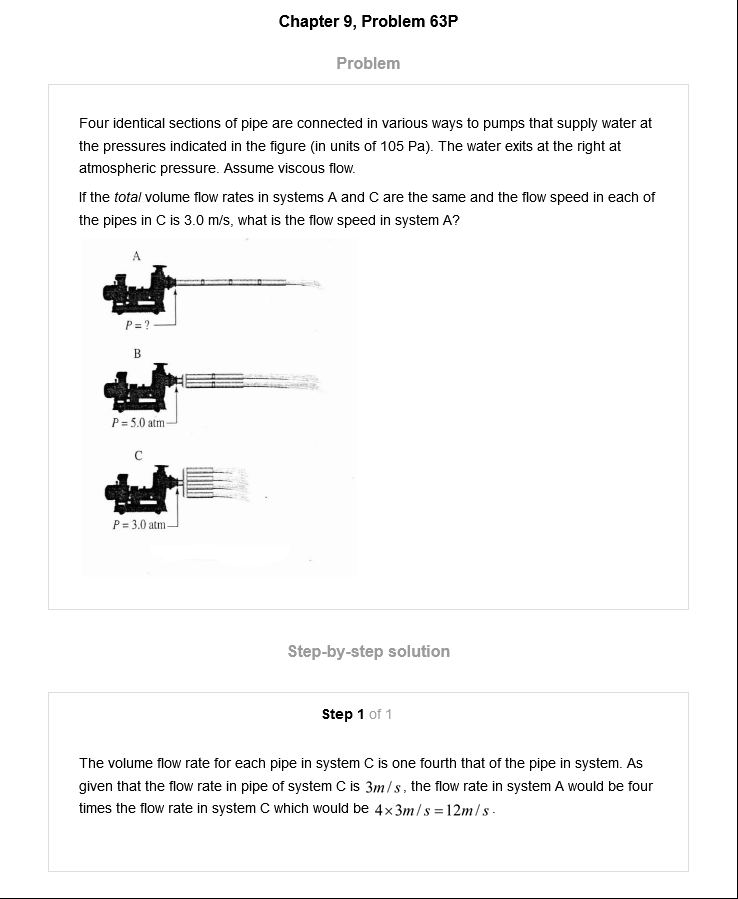 Chapter 9, Problem 63P
Problem
Four identical sections of pipe are connected in various ways to pumps that supply water at
the pressures indicated in the figure (in units of 105 Pa). The water exits at the right at
atmospheric pressure. Assume viscous flow.
If the total volume flow rates in systems A and C are the same and the flow speed in each of
the pipes in C is 3.0 m/s, what is the flow speed in system A?
A
P = ?
B
P = 5.0 atm
C
P = 3.0 atm
Step-by-step solution
Step 1 of 1
The volume flow rate for each pipe in system C is one fourth that of the pipe in system. As
given that the flow rate in pipe of system C is 3m/s, the flow rate in system A would be four
times the flow rate in system C which would be 4×3m/s=12m/s.